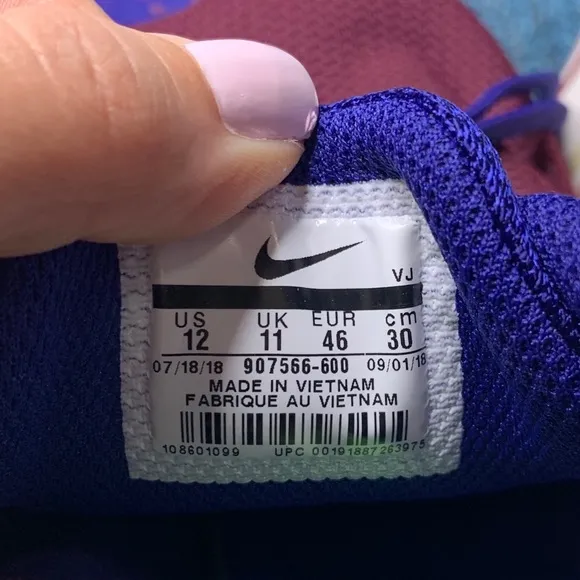 VJ
US UK EUR cm
12 11 46 30
07/18/18 907566-600 09/01/18
MADE IN VIETNAM
FABRIQUE AU VIETNAM
108601099 UPC 00191887263975